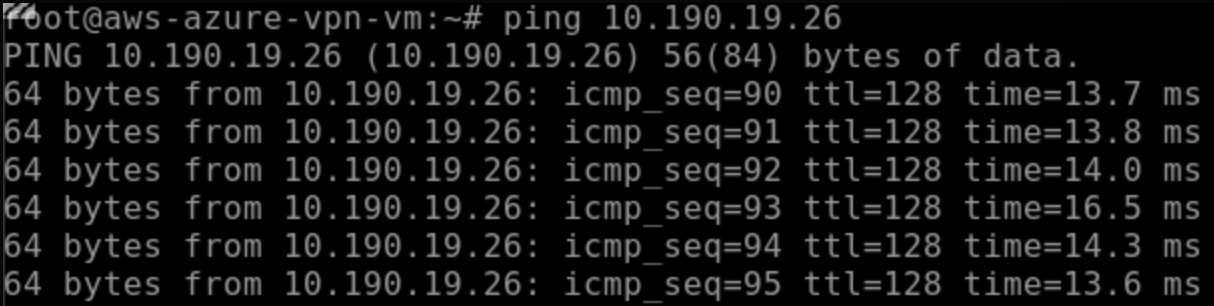 root@aws-azure-vpn-vm:~# ping 10.190.19.26
PING 10.190.19.26 (10.190.19.26) 56(84) bytes of data.
64 bytes from 10.190.19.26: icmp_seq=90 ttl=128 time=13.7 ms
64 bytes from 10.190.19.26: icmp_seq=91 ttl=128 time=13.8 ms
64 bytes from 10.190.19.26: icmp_seq=92 ttl=128 time=14.0 ms
64 bytes from 10.190.19.26: icmp_seq=93 ttl=128 time=16.5 ms
64 bytes from 10.190.19.26: icmp_seq=94 ttl=128 time=14.3 ms
64 bytes from 10.190.19.26: icmp_seq=95 ttl=128 time=13.6 ms